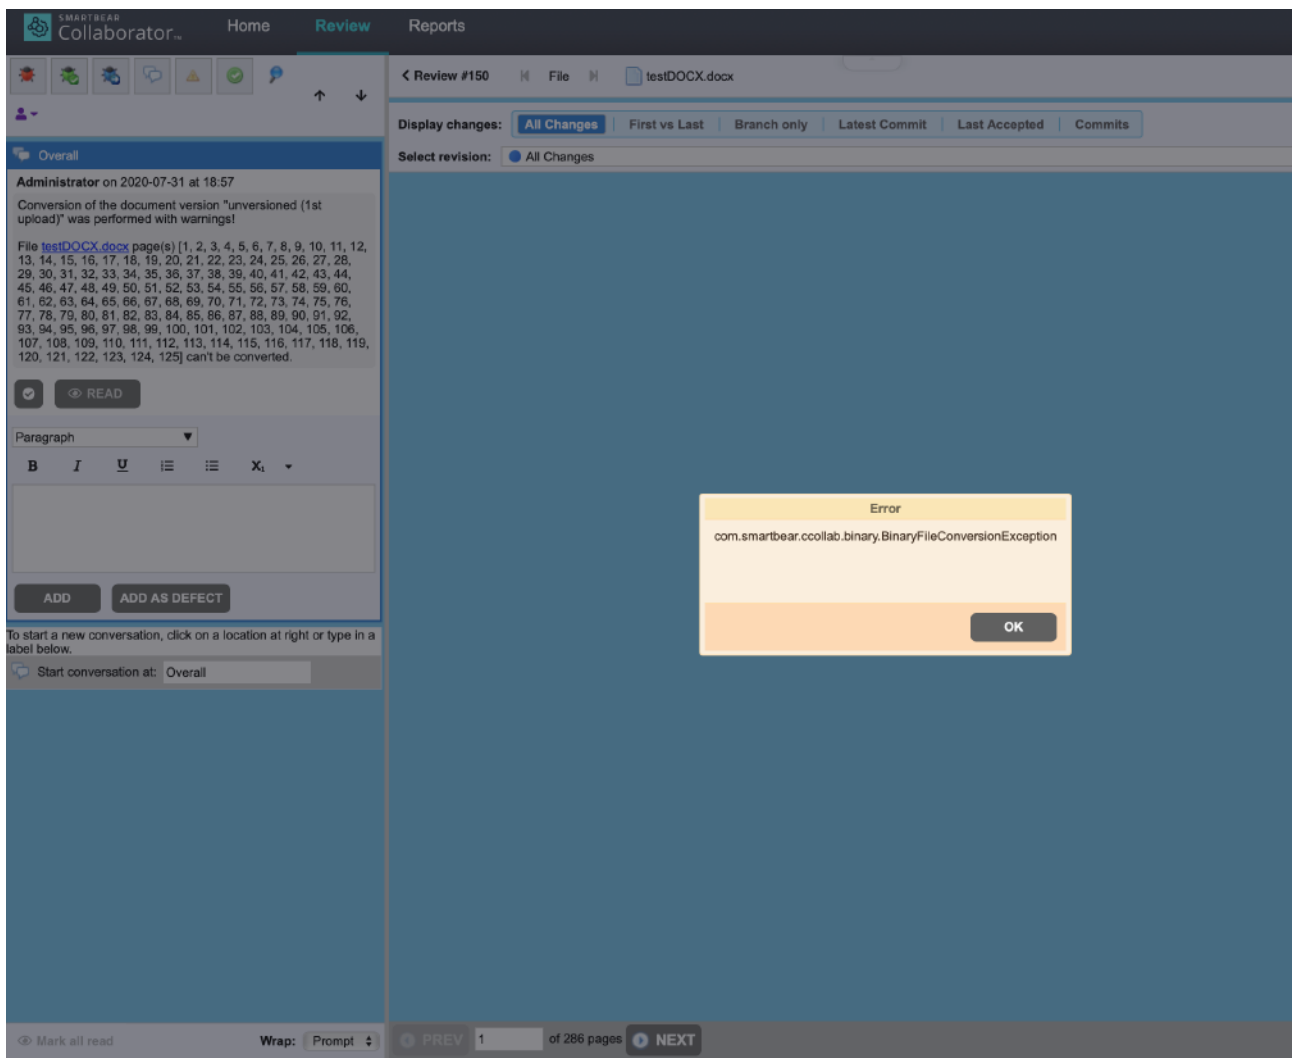 SMARTBEAR
Collaborator™
Home
Review
Reports
Review #150
File
testDOCX.docx
Display changes:
All Changes
First vs Last
Branch only
Latest Commit
Last Accepted
Commits
Select revision:
All Changes
Overall
Administrator on 2020-07-31 at 18:57
Conversion of the document version "unversioned (1st
upload)" was performed with warnings!
File testDOCX.docx page(s) [1, 2, 3, 4, 5, 6, 7, 8, 9, 10, 11, 12,
13, 14, 15, 16, 17, 18, 19, 20, 21, 22, 23, 24, 25, 26, 27, 28,
29, 30, 31, 32, 33, 34, 35, 36, 37, 38, 39, 40, 41, 42, 43, 44,
45, 46, 47, 48, 49, 50, 51, 52, 53, 54, 55, 56, 57, 58, 59, 60,
61, 62, 63, 64, 65, 66, 67, 68, 69, 70, 71, 72, 73, 74, 75, 76,
77, 78, 79, 80, 81, 82, 83, 84, 85, 86, 87, 88, 89, 90, 91, 92,
93, 94, 95, 96, 97, 98, 99, 100, 101, 102, 103, 104, 105, 106,
107, 108, 109, 110, 111, 112, 113, 114, 115, 116, 117, 118, 119,
120, 121, 122, 123, 124, 125] can't be converted.
READ
Paragraph
B I U X₁
ADD
ADD AS DEFECT
To start a new conversation, click on a location at right or type in a
label below.
Start conversation at: Overall
Error
com.smartbear.ccollab.binary.BinaryFileConversionException
OK
Mark all read
Wrap: Prompt
PREV
1
of 286 pages
NEXT